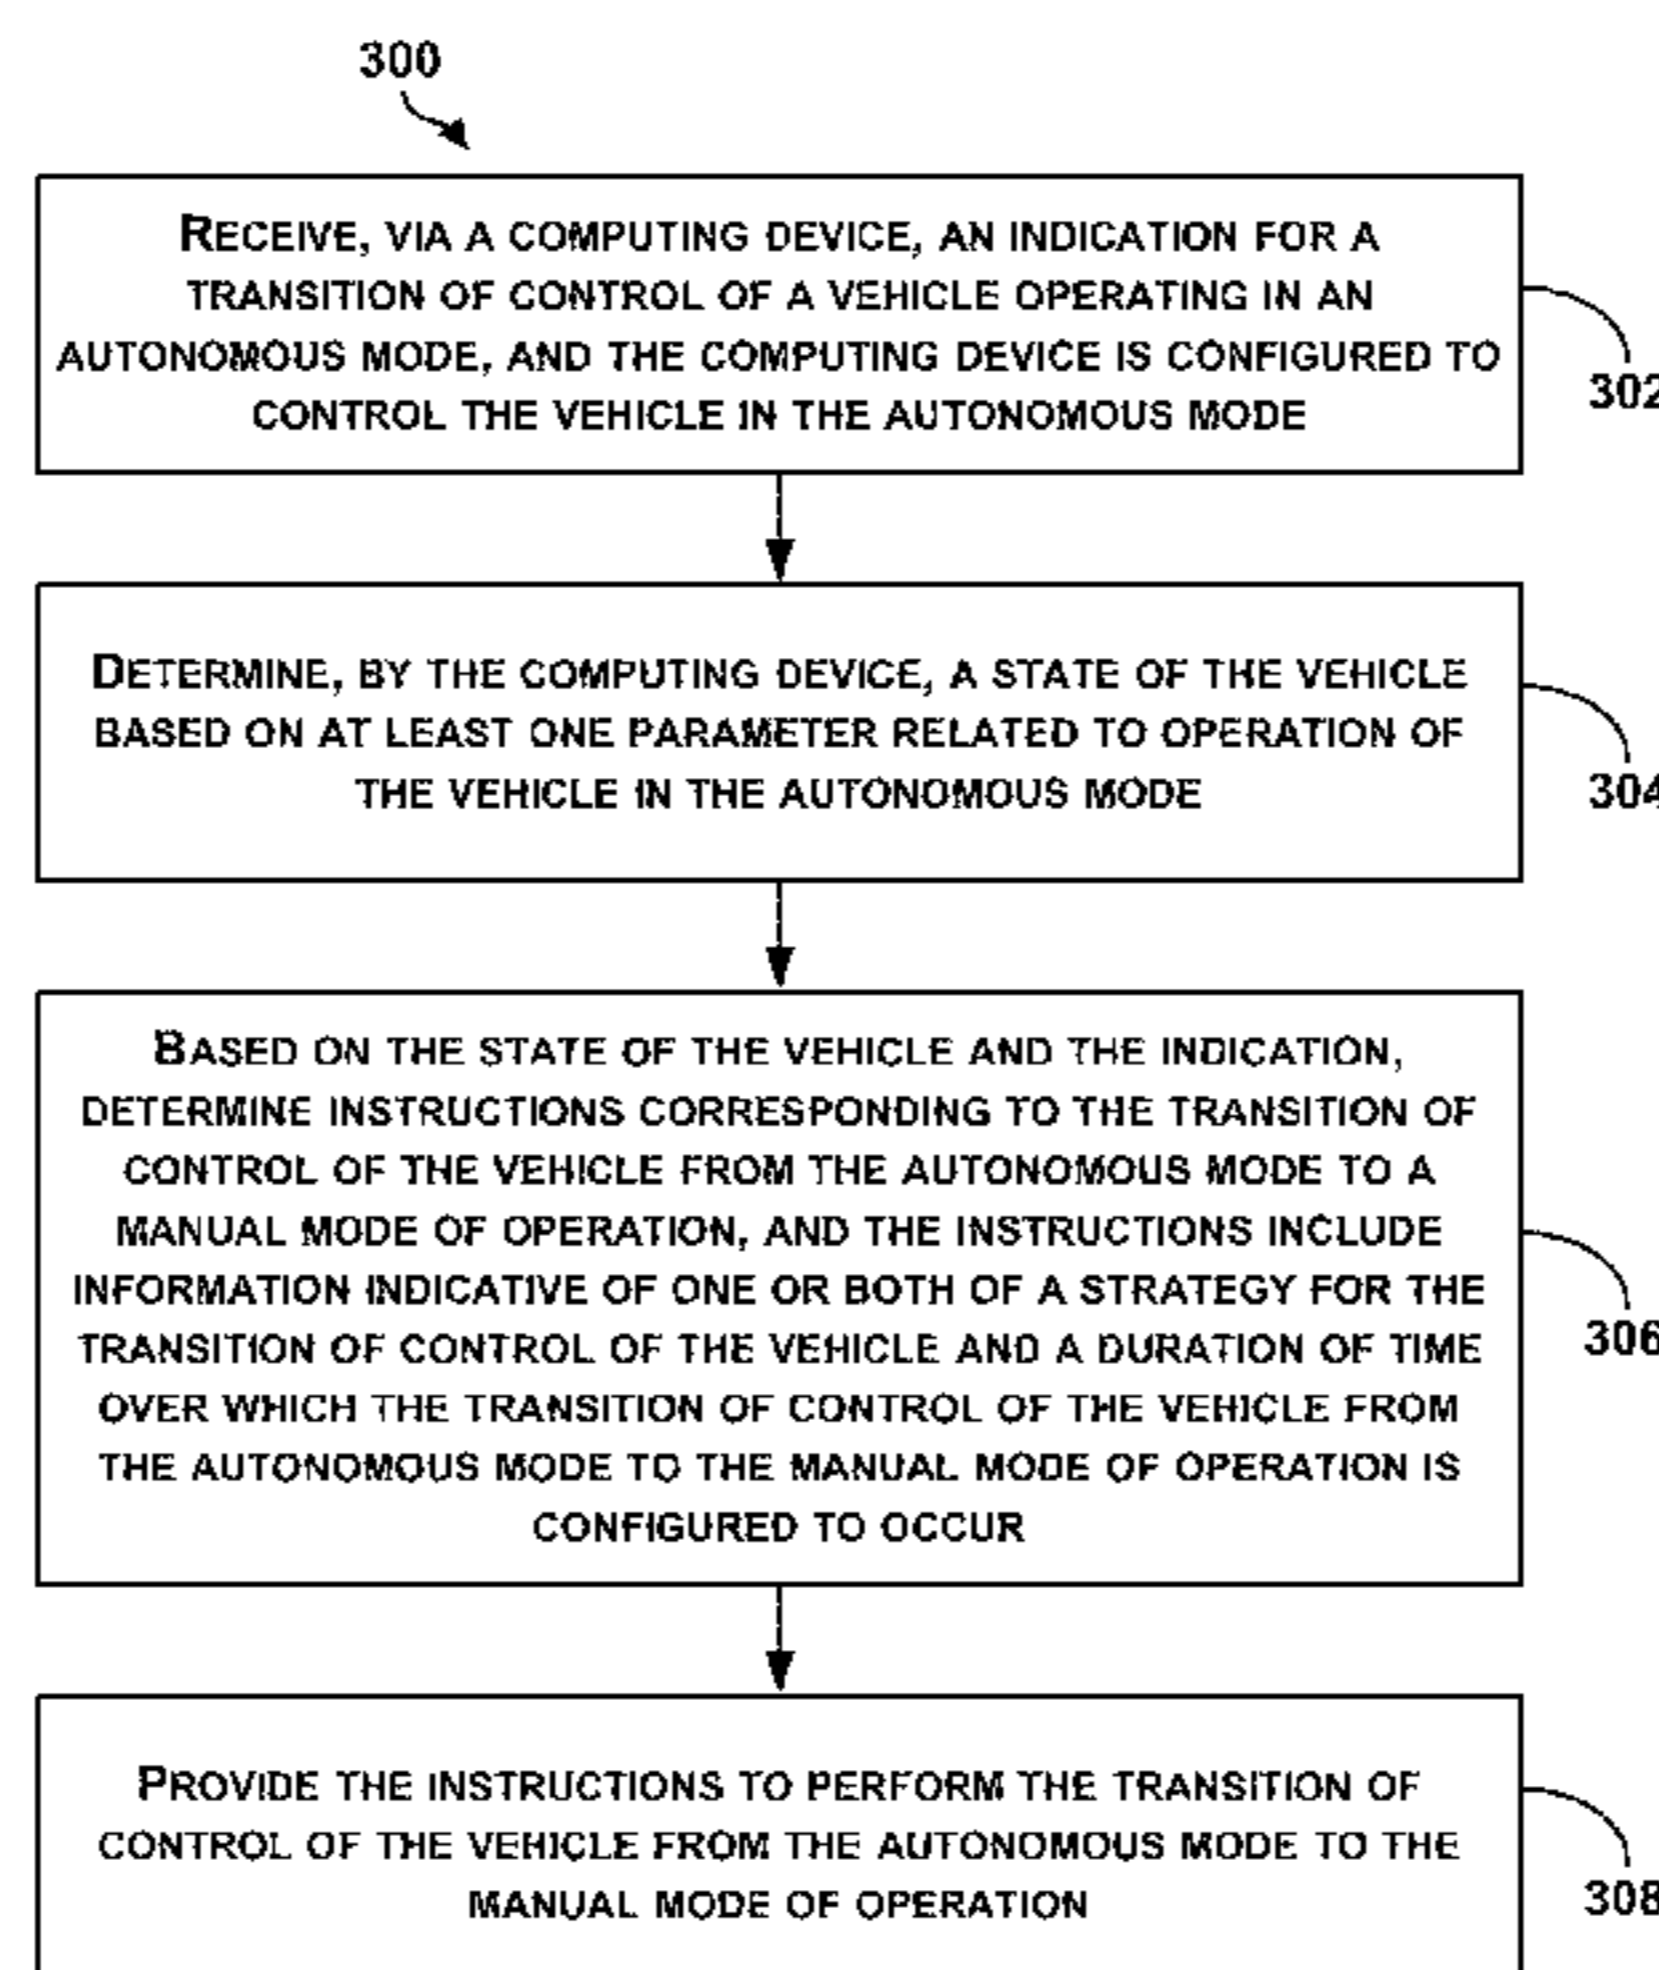 300
RECEIVE, VIA A COMPUTING DEVICE, AN INDICATION FOR A
TRANSITION OF CONTROL OF A VEHICLE OPERATING IN AN
AUTONOMOUS MODE, AND THE COMPUTING DEVICE IS CONFIGURED TO
CONTROL THE VEHICLE IN THE AUTONOMOUS MODE
302
DETERMINE, BY THE COMPUTING DEVICE, A STATE OF THE VEHICLE
BASED ON AT LEAST ONE PARAMETER RELATED TO OPERATION OF
THE VEHICLE IN THE AUTONOMOUS MODE
304
BASED ON THE STATE OF THE VEHICLE AND THE INDICATION,
DETERMINE INSTRUCTIONS CORRESPONDING TO THE TRANSITION OF
CONTROL OF THE VEHICLE FROM THE AUTONOMOUS MODE TO A
MANUAL MODE OF OPERATION, AND THE INSTRUCTIONS INCLUDE
INFORMATION INDICATIVE OF ONE OR BOTH OF A STRATEGY FOR THE
TRANSITION OF CONTROL OF THE VEHICLE AND A DURATION OF TIME
OVER WHICH THE TRANSITION OF CONTROL OF THE VEHICLE FROM
THE AUTONOMOUS MODE TO THE MANUAL MODE OF OPERATION IS
CONFIGURED TO OCCUR
306
PROVIDE THE INSTRUCTIONS TO PERFORM THE TRANSITION OF
CONTROL OF THE VEHICLE FROM THE AUTONOMOUS MODE TO THE
MANUAL MODE OF OPERATION
308